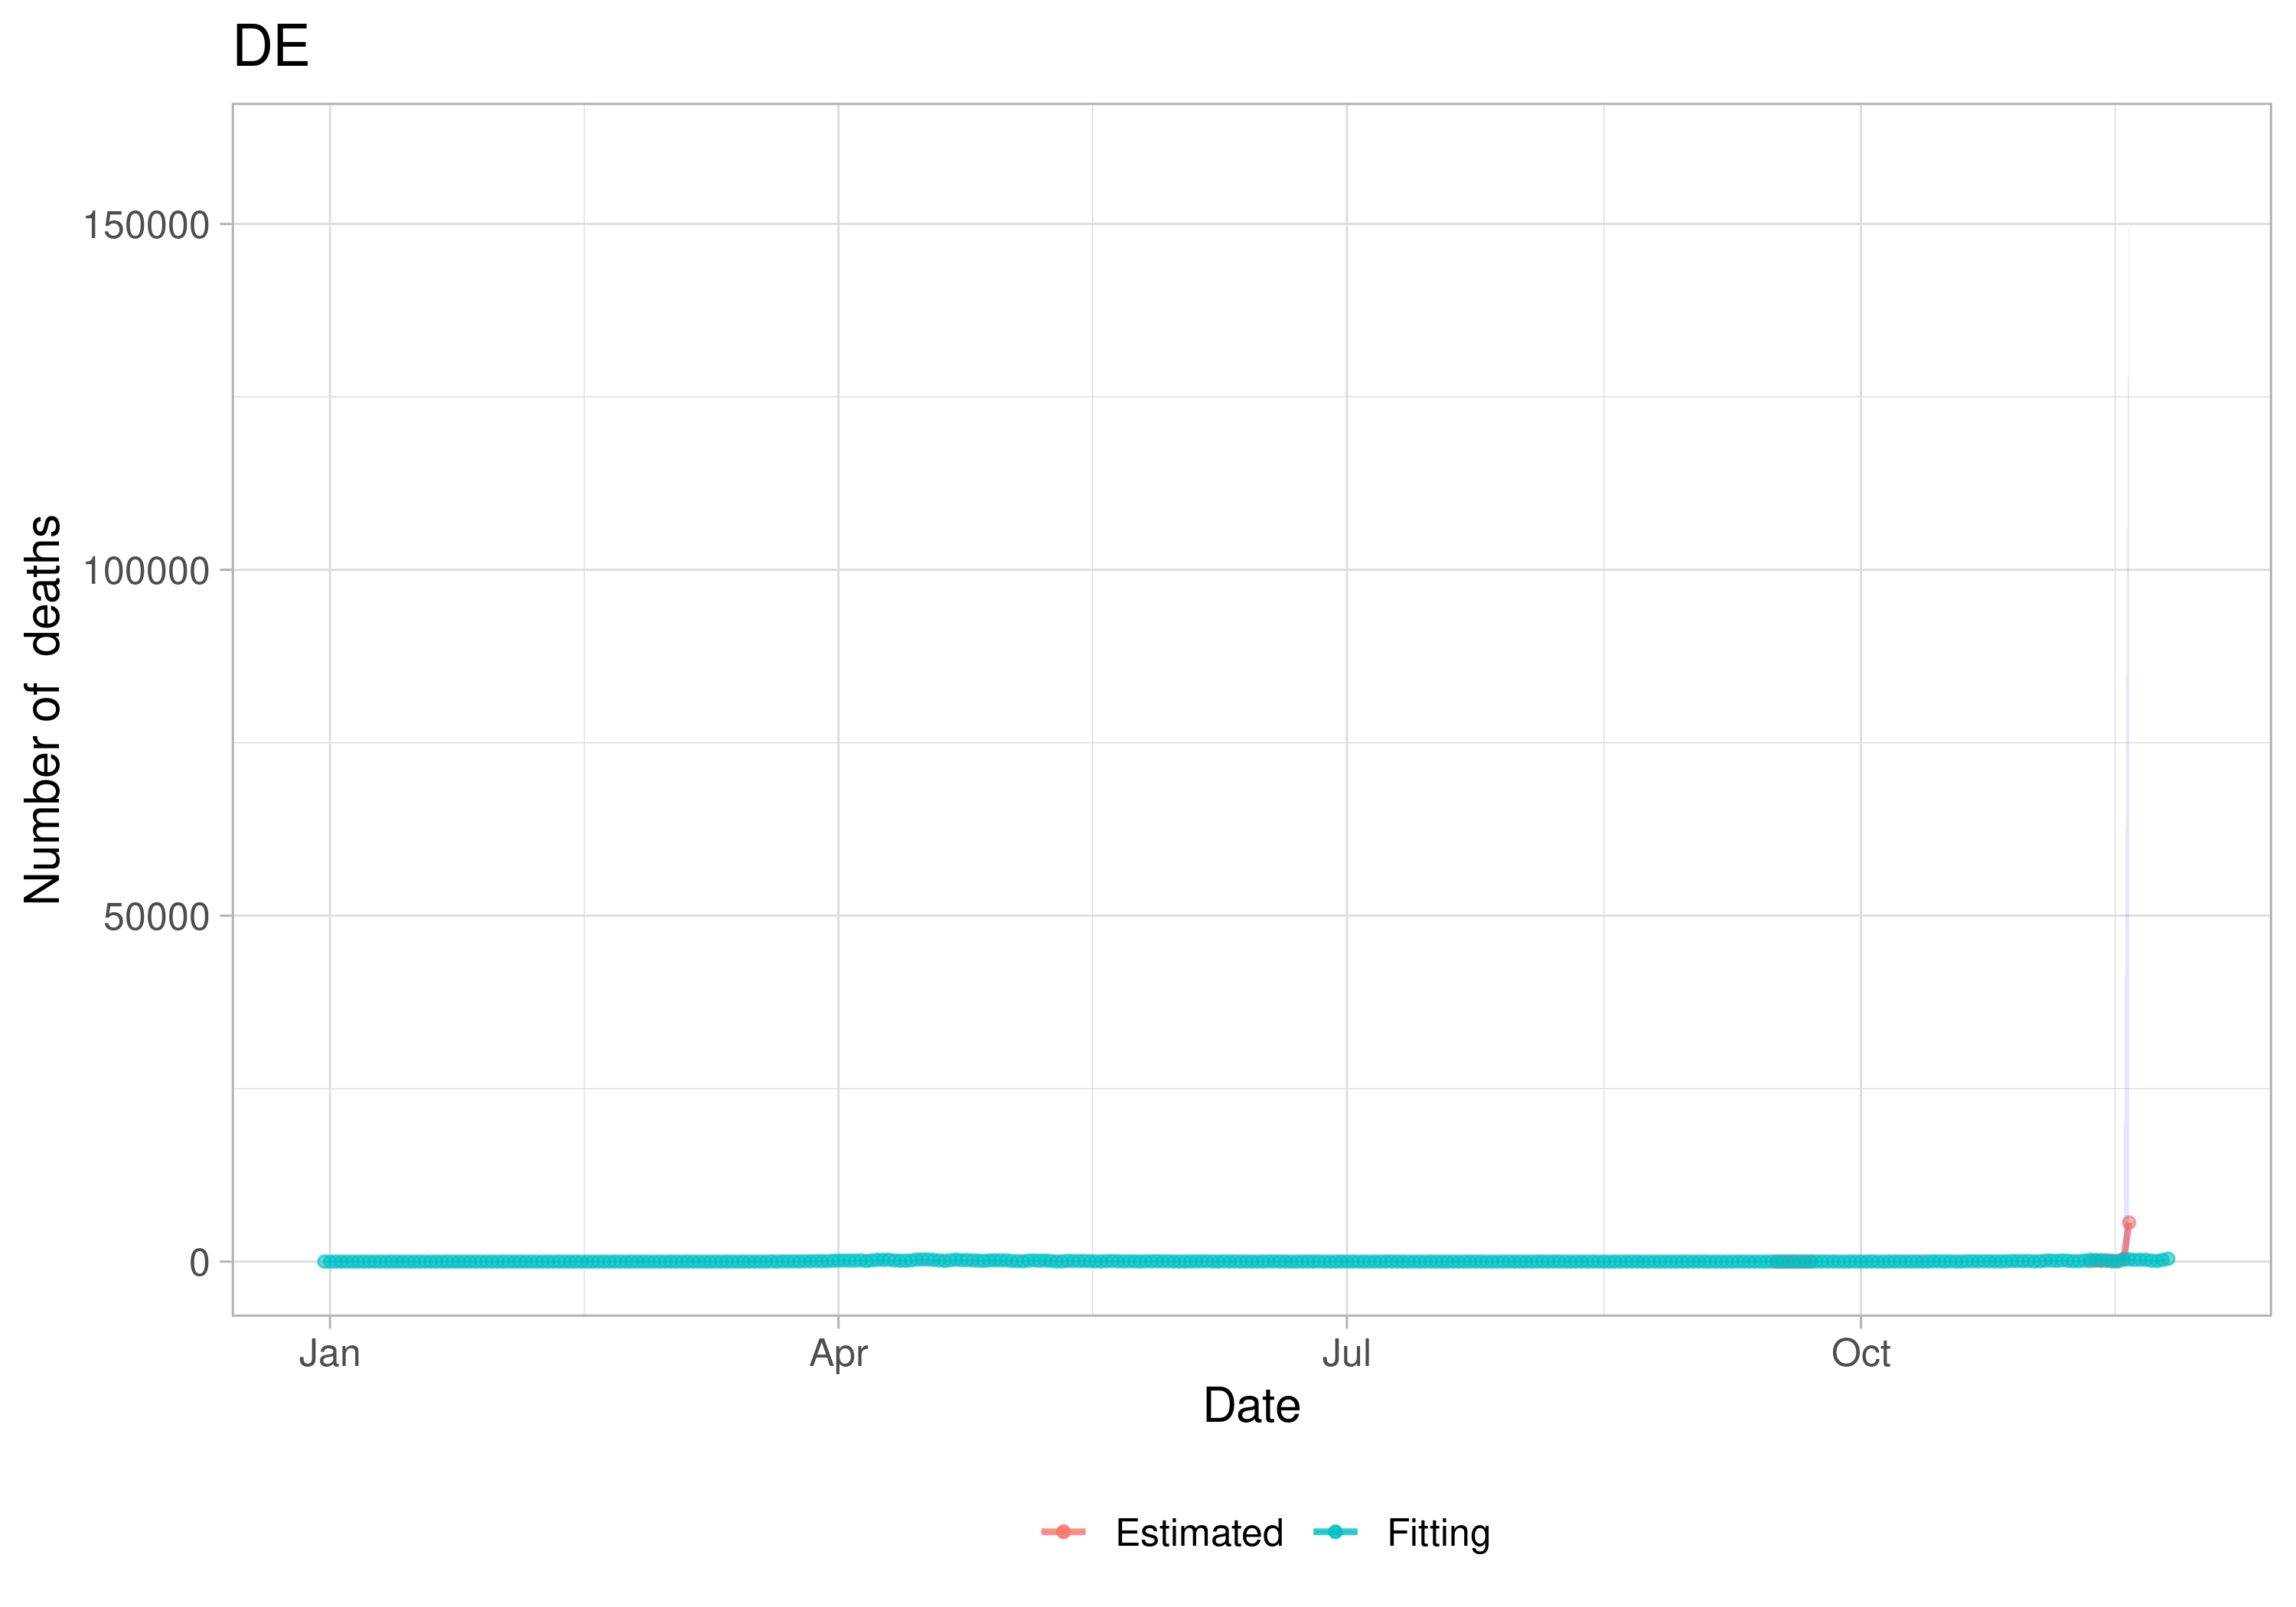 DE
150000
100000
50000
0
Number of  deaths
Jan Apr Jul Oct
Date
Estimated Fitting